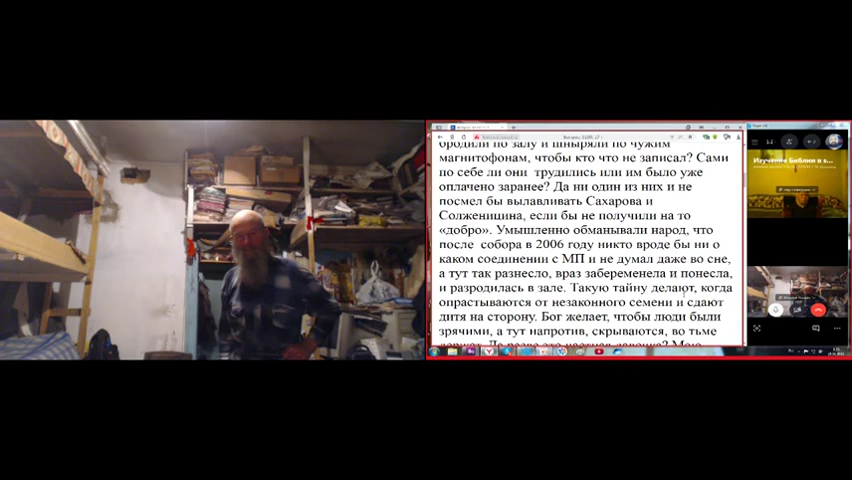 бродили по залу и шныряли по чужим
магнитофонам, чтобы кто что не записал? Сами
по себе ли они трудились или им было уже
оплачено заранее? Да ни один из них и не
посмел бы вылавливать Сахарова и
Солженицина, если бы не получили на то
«добро». Умышленно обманывали народ, что
после собора в 2006 году никто вроде бы ни о
каком соединении с МП и не думал даже во сне,
а тут так разнесло, враз забеременела и понесла,
и разродилась в зале. Такую тайну делают, когда
опрастываются от незаконного семени и сдают
дитя на сторону. Бог желает, чтобы люди были
зрячими, а тут напротив, скрываются, во тьме
Изучение Библии в